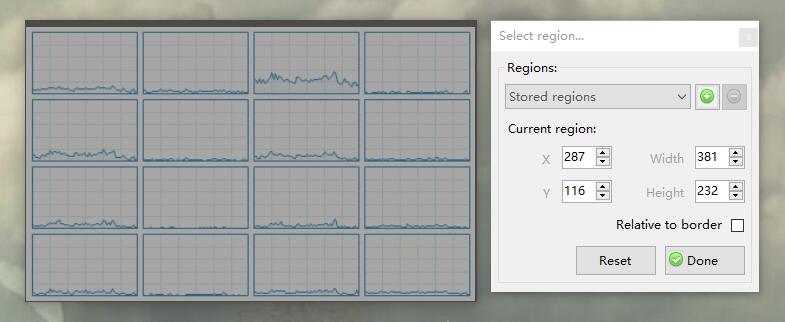 Select region...
Regions:
Stored regions
Current region:
X 287 Width 381
Y 116 Height 232
Relative to border
Reset Done